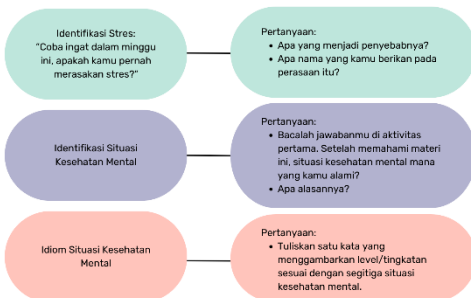 Identifikasi Stres:
"Coba ingat dalam minggu
ini, apakah kamu pernah
merasakan stres?"
Pertanyaan:
• Apa yang menjadi penyebabnya?
• Apa nama yang kamu berikan pada
perasaan itu?
Identifikasi Situasi
Kesehatan Mental
Pertanyaan:
• Bacalah jawabanmu di aktivitas
pertama. Setelah memahami materi
ini, situasi kesehatan mental mana
yang kamu alami?
• Apa alasannya?
Idiom Situasi Kesehatan
Mental
Pertanyaan:
• Tuliskan satu kata yang
menggambarkan level/tingkatan
sesuai dengan segitiga situasi
kesehatan mental.